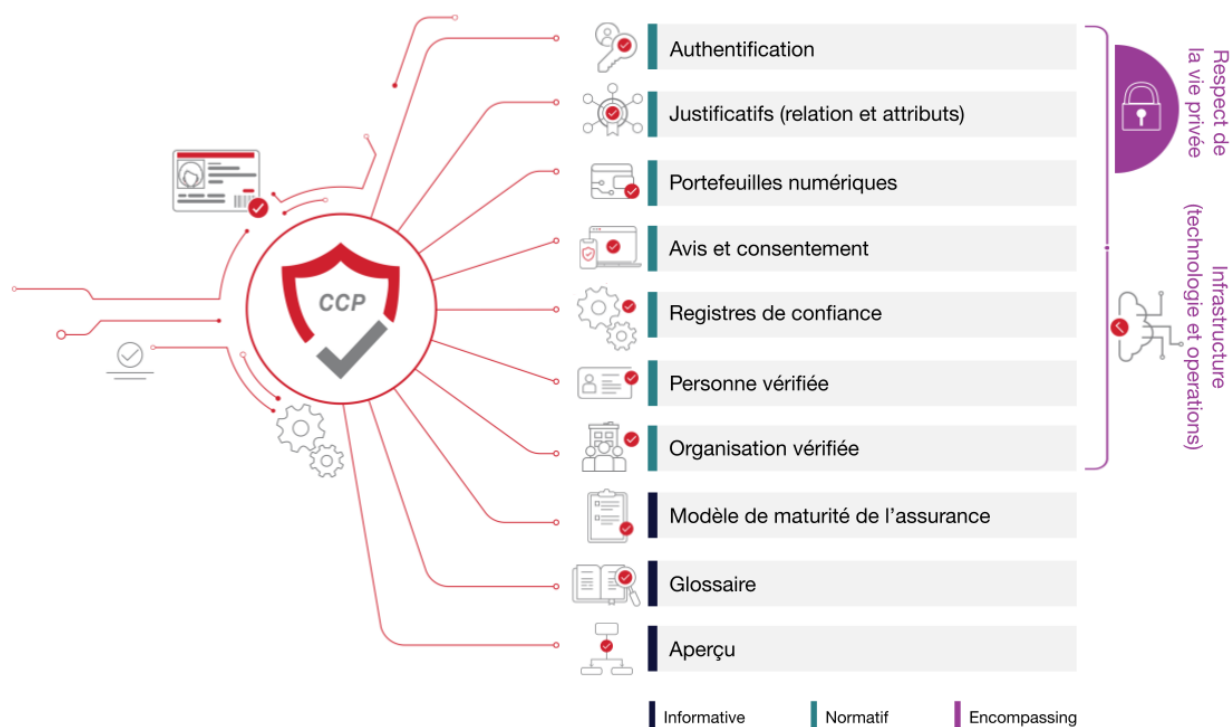 CCP
Authentification
Justificatifs (relation et attributs)
Portefeuilles numériques
Avis et consentement
Registres de confiance
Personne vérifiée
Organisation vérifiée
Modèle de maturité de l’assurance
Glossaire
Aperçu
Respect de
la vie privée
Infrastructure
(technologie et operations)
Informative
Normatif
Encompassing